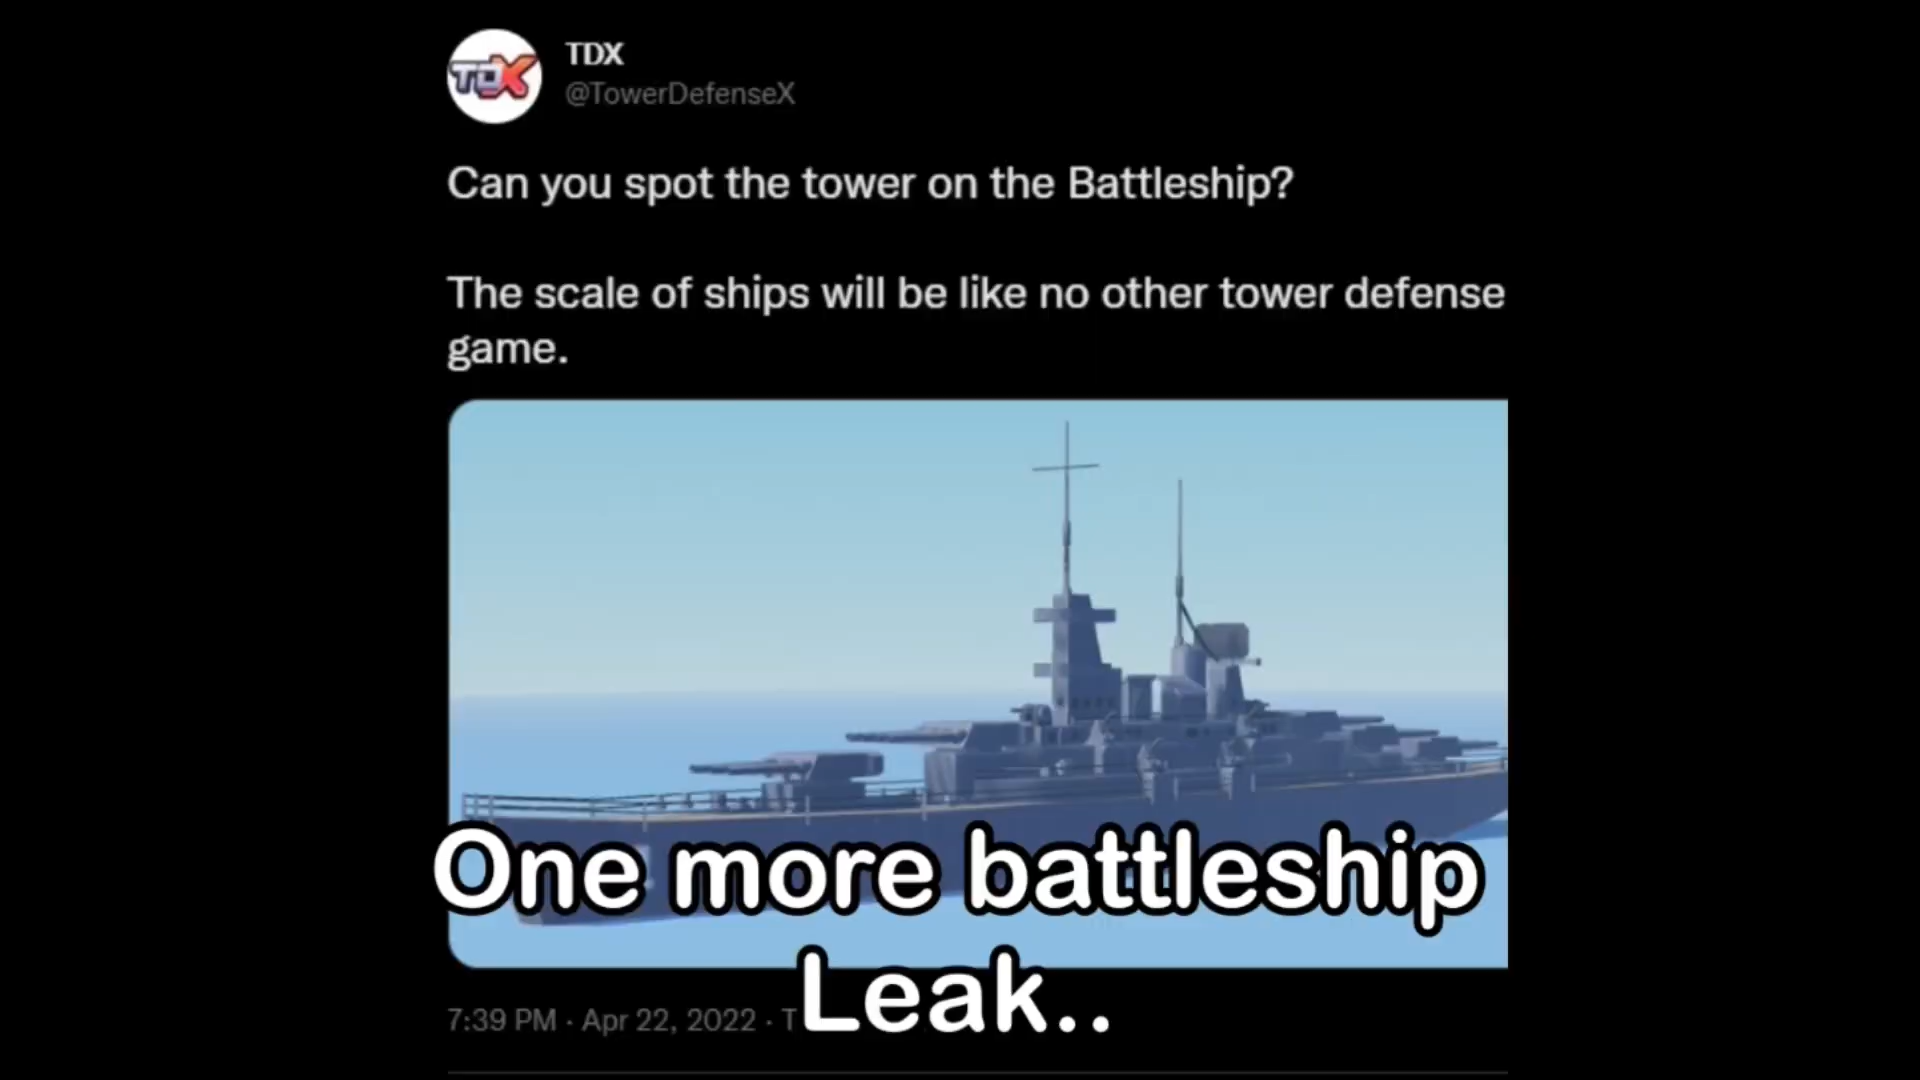 TDX
TDX
@TowerDefenseX
Can you spot the tower on the Battleship?
The scale of ships will be like no other tower defense
game.
One more battleship
Leak..
7:39 PM · Apr 22, 2022 · T